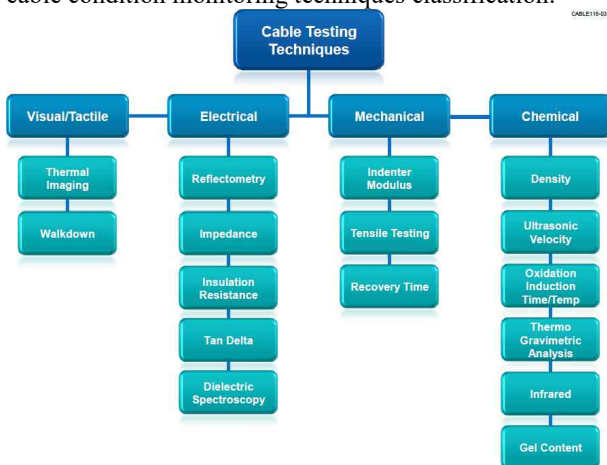 cable condition monitoring techniques classification.
CABLE115-03
Cable Testing
Techniques
Visual/Tactile
Electrical
Mechanical
Chemical
Thermal
Imaging
Walkdown
Reflectometry
Impedance
Insulation
Resistance
Tan Delta
Dielectric
Spectroscopy
Indenter
Modulus
Tensile Testing
Recovery Time
Density
Ultrasonic
Velocity
Oxidation
Induction
Time/Temp
Thermo
Gravimetric
Analysis
Infrared
Gel Content